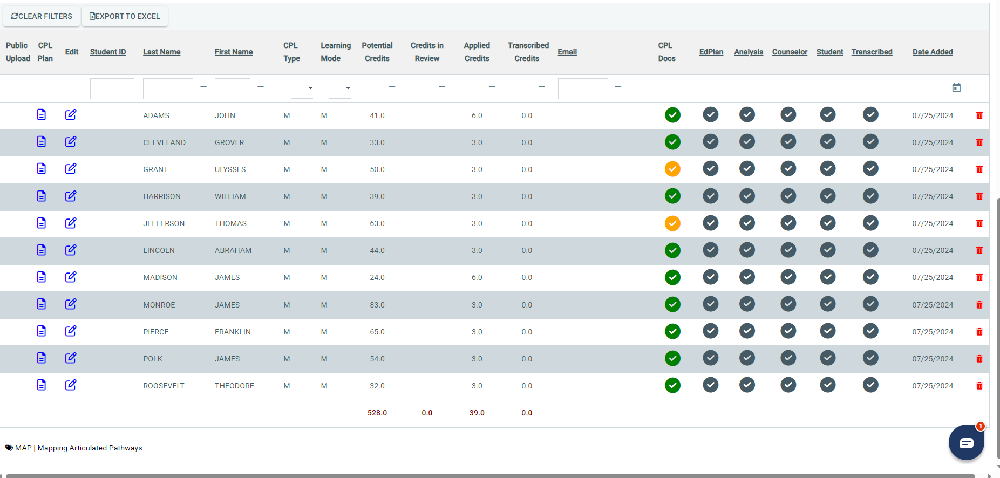 CLEAR FILTERS EXPORT TO EXCEL
Public Upload CPL Plan Edit Student ID Last Name First Name CPL Type Learning Mode Potential Credits Credits in Review Applied Credits Transcribed Credits Email CPL Docs EdPlan Analysis Counselor Student Transcribed Date Added
ADAMS JOHN M M 41.0 6.0 0.0 07/25/2024
CLEVELAND GROVER M M 33.0 3.0 0.0 07/25/2024
GRANT ULYSSES M M 50.0 3.0 0.0 07/25/2024
HARRISON WILLIAM M M 39.0 3.0 0.0 07/25/2024
JEFFERSON THOMAS M M 63.0 3.0 0.0 07/25/2024
LINCOLN ABRAHAM M M 44.0 3.0 0.0 07/25/2024
MADISON JAMES M M 24.0 6.0 0.0 07/25/2024
MONROE JAMES M M 83.0 3.0 0.0 07/25/2024
PIERCE FRANKLIN M M 65.0 3.0 0.0 07/25/2024
POLK JAMES M M 54.0 3.0 0.0 07/25/2024
ROOSEVELT THEODORE M M 32.0 3.0 0.0 07/25/2024
528.0 0.0 39.0 0.0
1
MAP | Mapping Articulated Pathways